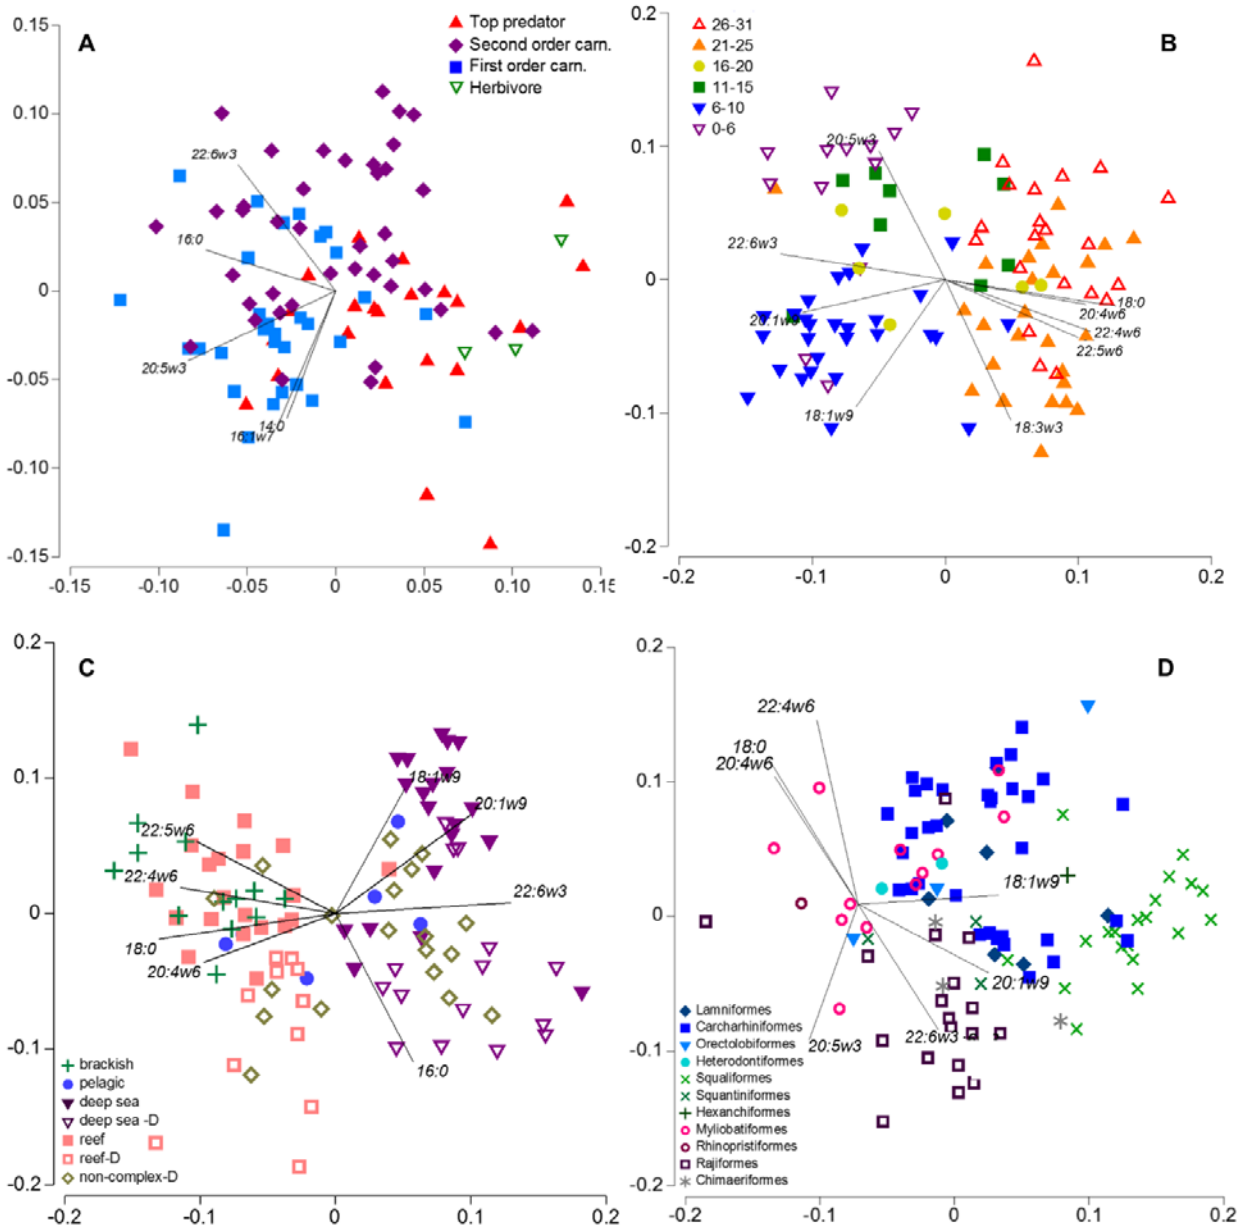 A
Top predator
Second order carn.
First order carn.
Herbivore
0.15
0.10
0.05
0
-0.05
-0.10
-0.15
22:6w3
16:0
20:5w3
14:0
16:1w7
-0.15
-0.10
-0.05
0
0.05
0.10
0.15
B
26-31
21-25
16-20
11-15
6-10
0-6
0.2
0.1
0
-0.1
-0.2
20:5w3
22:6w3
18:0
20:4w6
22:4w6
22:5w6
18:1w9
18:3w3
-0.2
-0.1
0
0.1
0.2
C
0.2
0.1
0
-0.1
-0.2
18:1w9
20:1w9
22:5w6
22:4w6
22:6w3
18:0
20:4w6
16:0
brackish
pelagic
deep sea
deep sea -D
reef
reef-D
non-complex-D
-0.2
-0.1
0
0.1
0.2
D
0.2
0.1
0
-0.1
-0.2
22:4w6
18:0
20:4w6
18:1w9
20:1w9
22:6w3
20:5w3
Lamniformes
Carcharhiniformes
Orectolobiformes
Heterodontiformes
Squaliformes
Squantiniformes
Hexanchiformes
Myliobatiformes
Rhinopristiformes
Rajiformes
Chimaeriformes
-0.2
-0.1
0
0.1
0.2